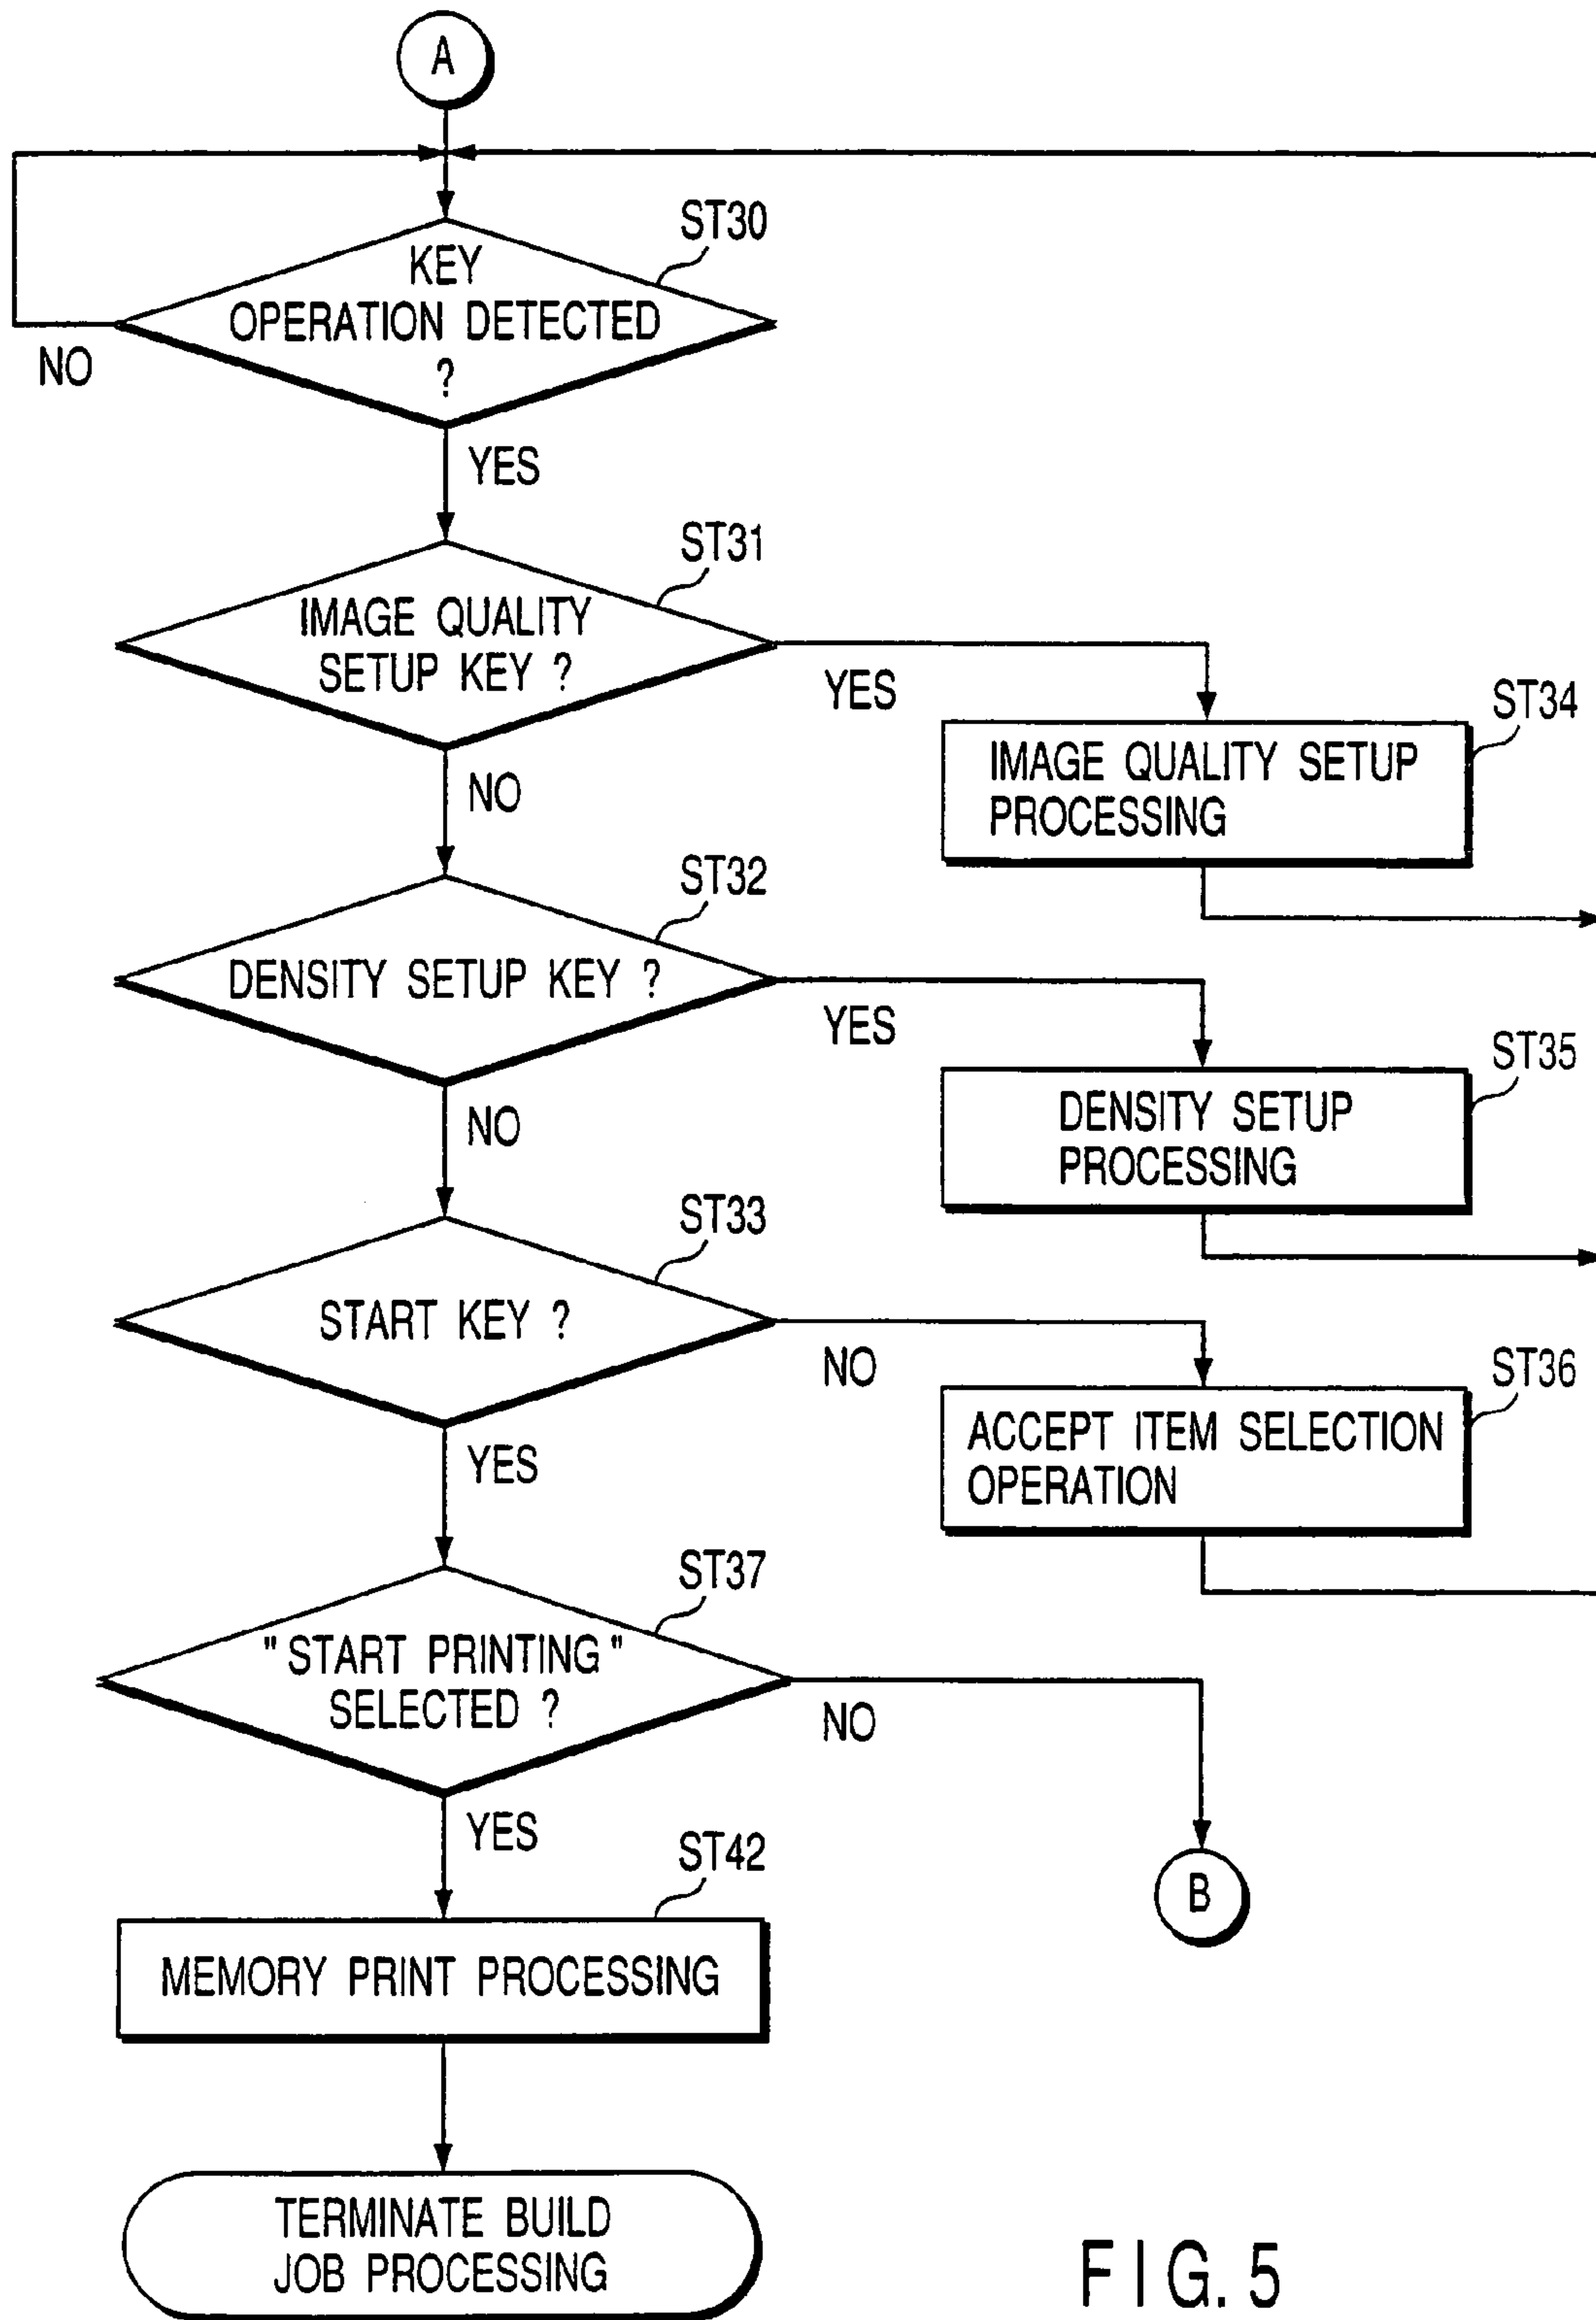 A
ST30
KEY
OPERATION DETECTED
?
NO
YES
ST31
IMAGE QUALITY
SETUP KEY ?
YES
ST34
IMAGE QUALITY SETUP
PROCESSING
NO
ST32
DENSITY SETUP KEY ?
YES
ST35
DENSITY SETUP
PROCESSING
NO
ST33
START KEY ?
NO
ST36
ACCEPT ITEM SELECTION
OPERATION
YES
ST37
"START PRINTING"
SELECTED ?
NO
YES
B
ST42
MEMORY PRINT PROCESSING
TERMINATE BUILD
JOB PROCESSING
FIG. 5